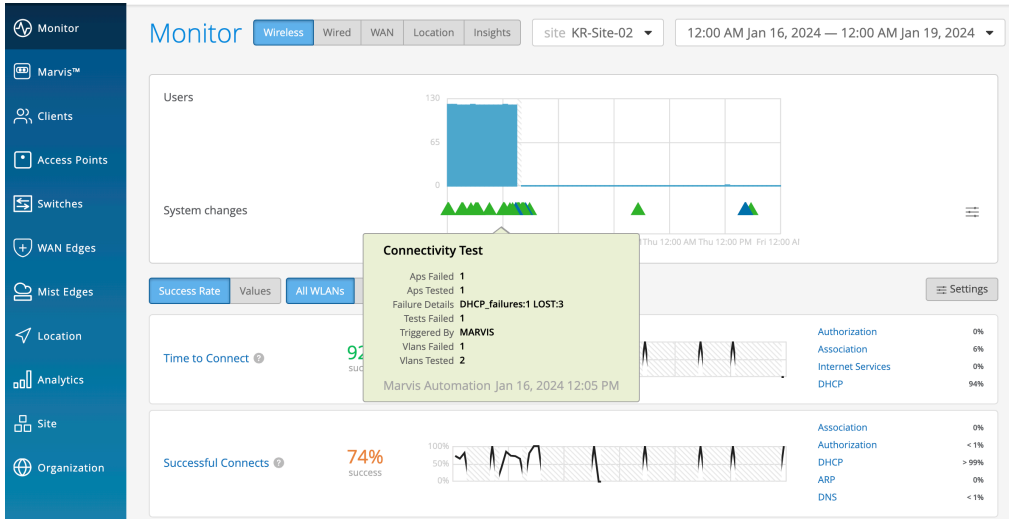 Monitor
Marvis™
Clients
Access Points
Switches
WAN Edges
Mist Edges
Location
Analytics
Site
Organization
Monitor
Wireless Wired WAN Location Insights
site KR-Site-02
12:00 AM Jan 16, 2024 — 12:00 AM Jan 19, 2024
Users
130
65
0
System changes
Thu 12:00 AM Thu 12:00 PM Fri 12:00 AI
Connectivity Test
Aps Failed 1
Aps Tested 1
Failure Details DHCP_failures:1 LOST:3
Tests Failed 1
Triggered By MARVIS
Vlans Failed 1
Vlans Tested 2
Marvis Automation Jan 16, 2024 12:05 PM
Success Rate Values All WLANs
Settings
Time to Connect ?
92
suc
Authorization 0%
Association 6%
Internet Services 0%
DHCP 94%
Successful Connects ?
74%
success
100%
50%
0%
Association 0%
Authorization < 1%
DHCP > 99%
ARP 0%
DNS < 1%